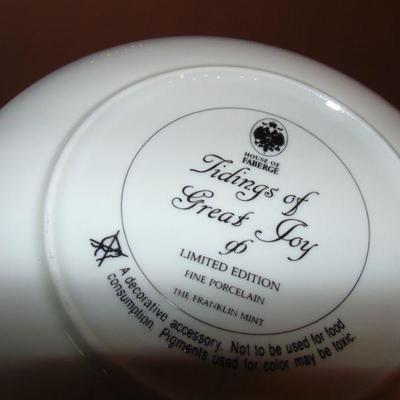 HOUSE OF
FABERGÉ
Tidings of
Great Joy
LIMITED EDITION
FINE PORCELAIN
THE FRANKLIN MINT
A decorative accessory. Not to be used for food
consumption. Pigments used for color may be toxic.